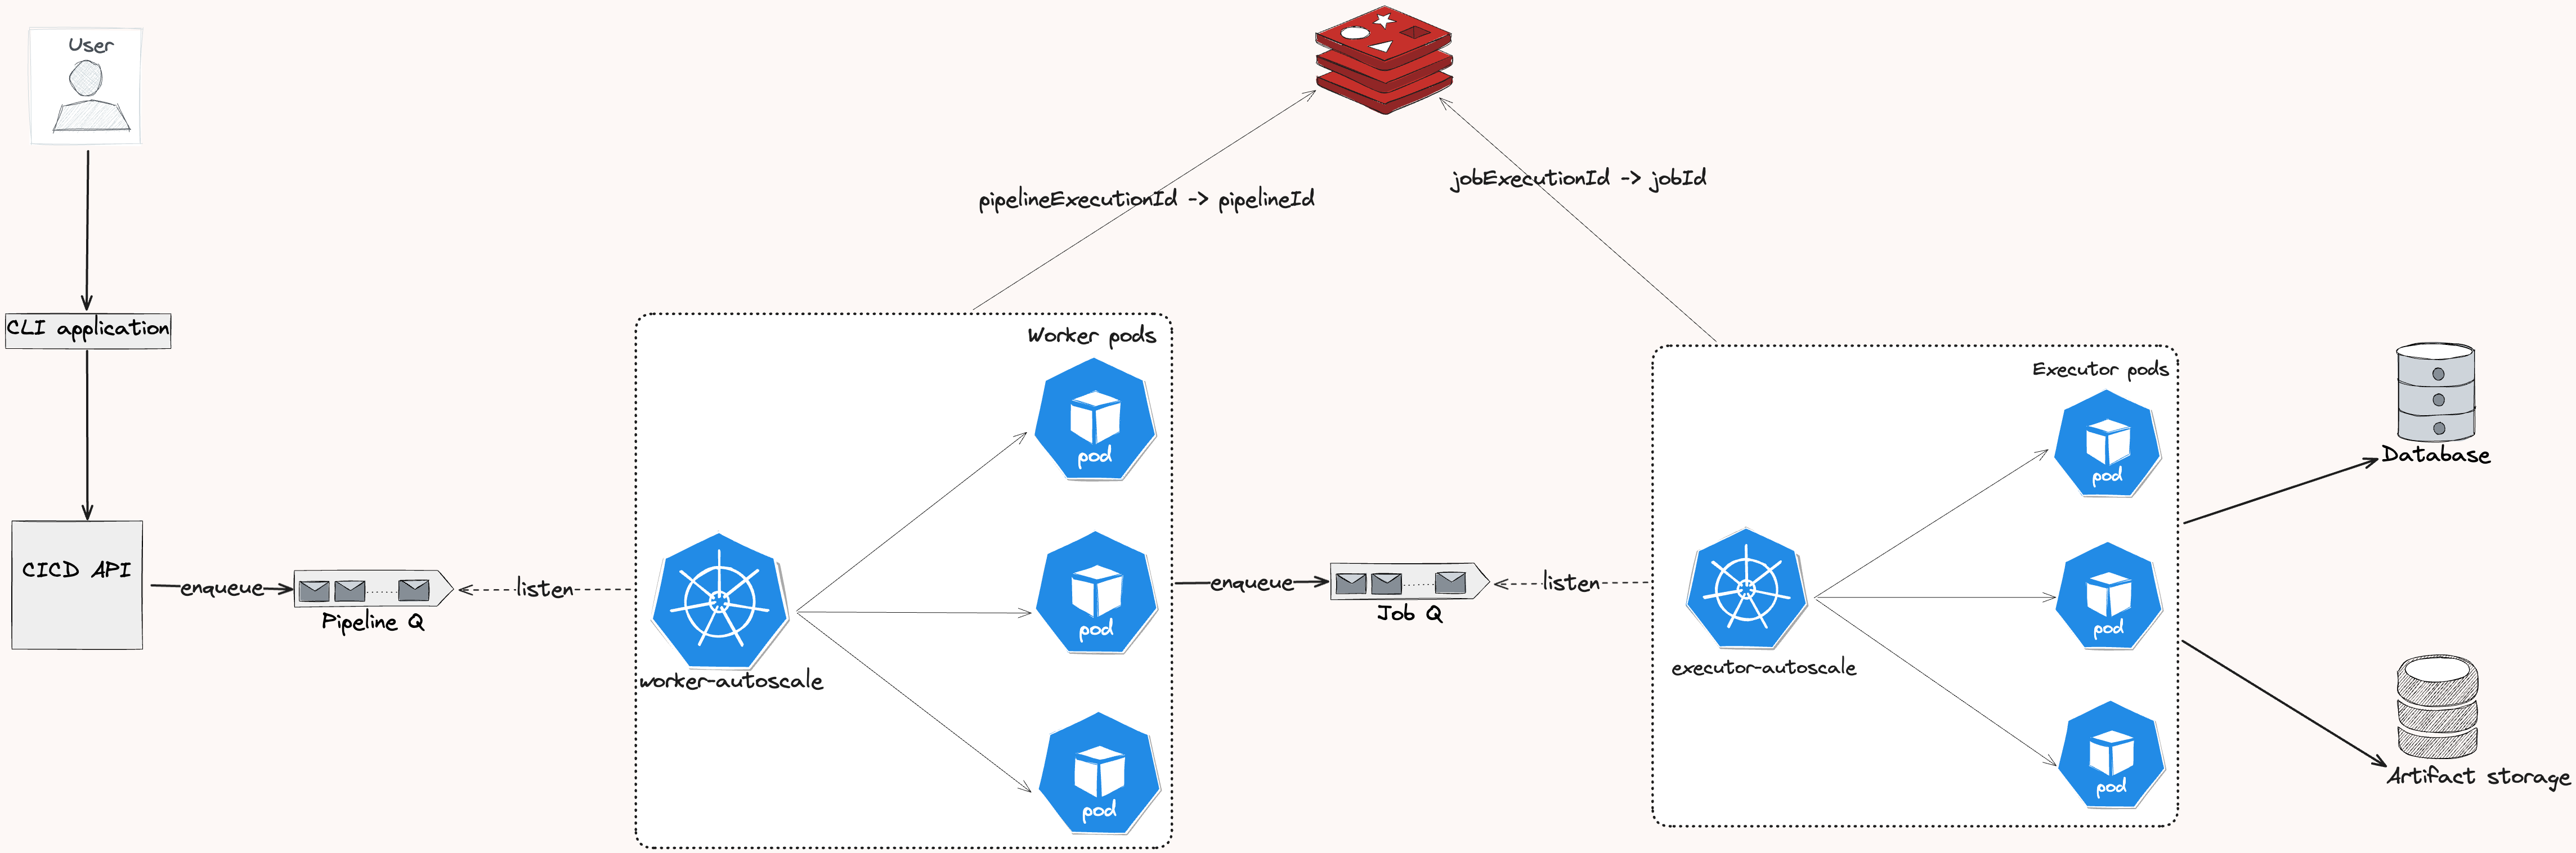 User
CLI application
CICD API
enqueue
Pipeline Q
listen
pipelineExecutionId -> pipelineId
jobExecutionId -> jobId
Worker pods
pod
pod
pod
worker-autoscale
enqueue
Job Q
listen
Executor pods
pod
pod
pod
executor-autoscale
Database
Artifact storage